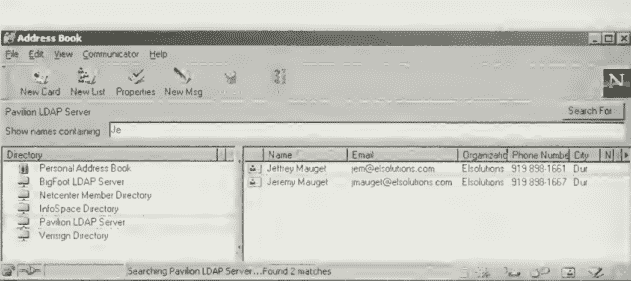 Address Book
File Edit View Communicator Help
New Card New List Properties New Msg
N
Pavilion LDAP Server Search For
Show names containing Je
Directory Name Email Organizatio Phone Numbe City N
Personal Address Book
BigFoot LDAP Server
Netcenter Member Directory
InfoSpace Directory
Pavilion LDAP Server
Verisign Directory
Jeffrey Mauget jem@elsolutions.com Elsolutions 919 898-1661 Dur
Jeremy Mauget jmauget@elsolutions.com Elsolutions 919 898-1667 Dur
Searching Pavilion LDAP Server...Found 2 matches